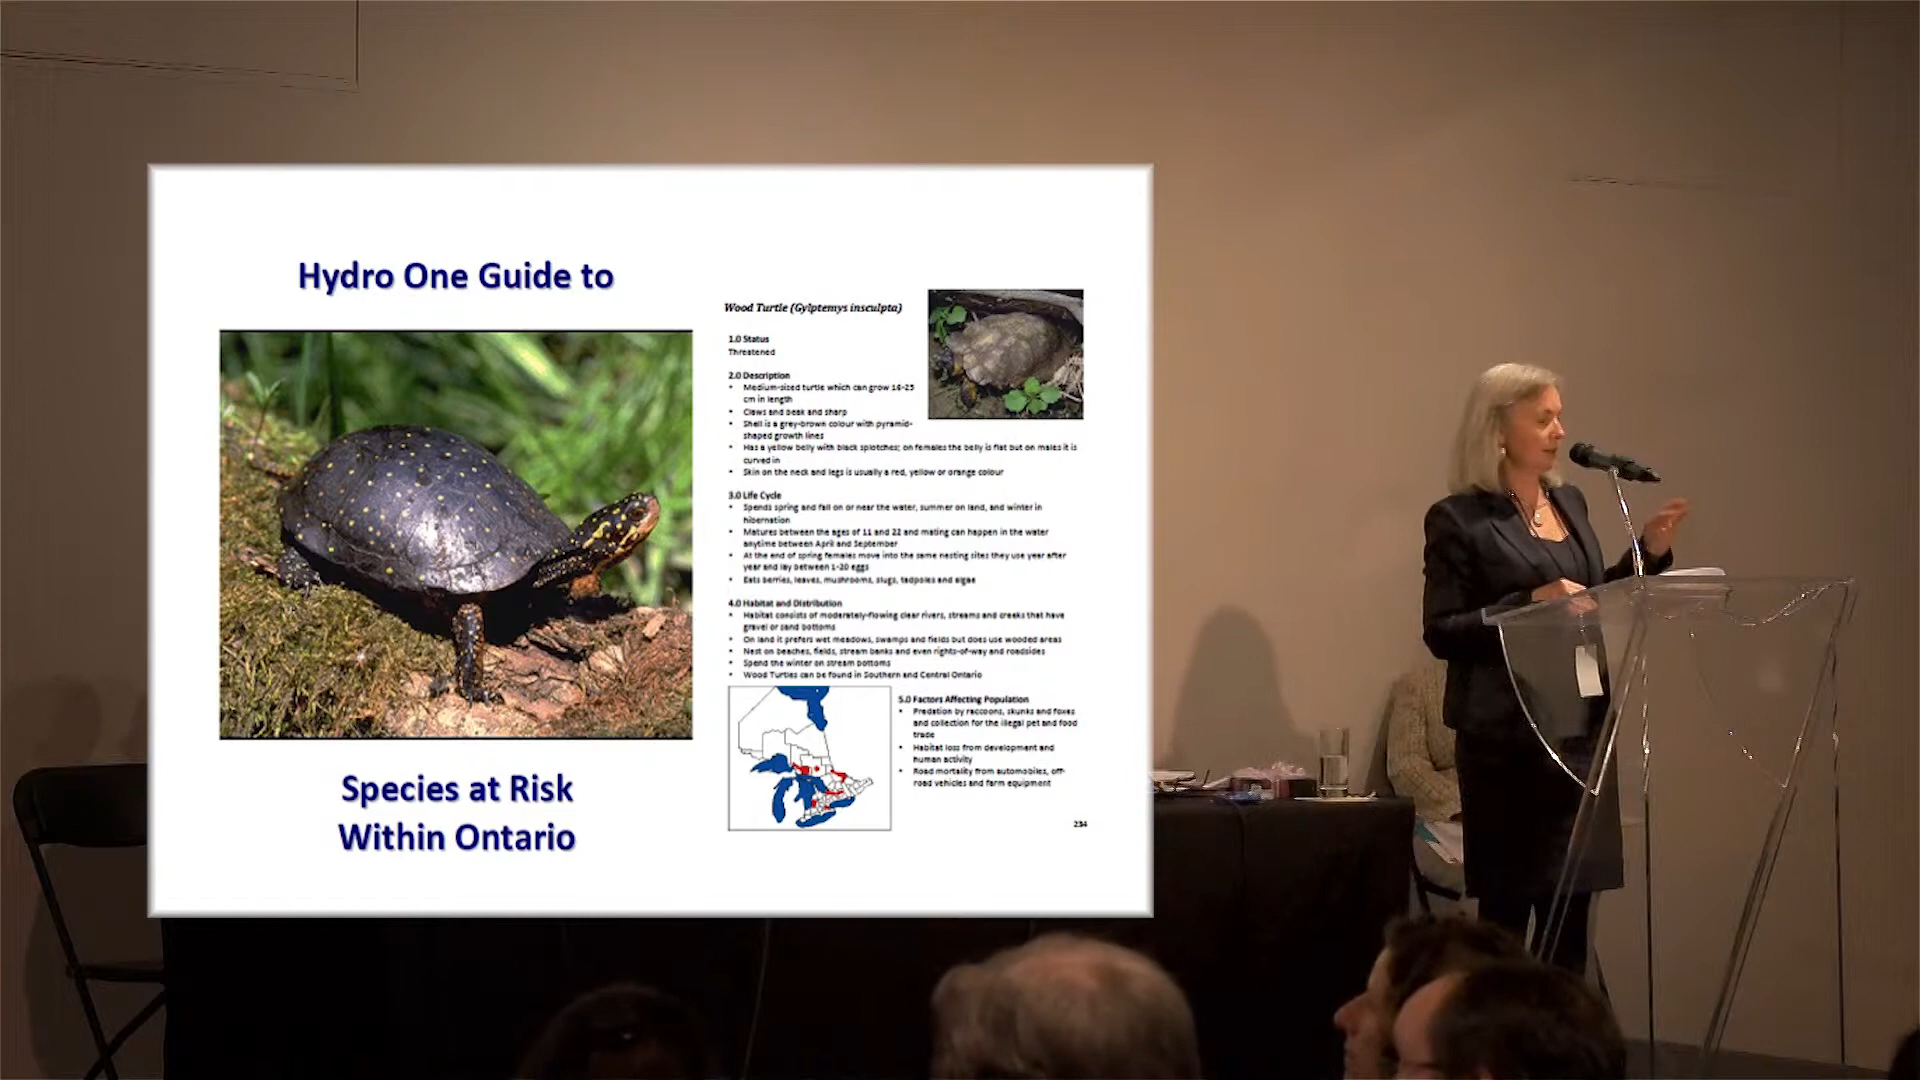 Hydro One Guide to
Species at Risk
Within Ontario
Wood Turtle (Gylptemys insculpta)
1.0 Status
Threatened
2.0 Description
• Medium-sized turtle which can grow 16-25
cm in length
• Claws and beak and sharp
• Shell is a grey-brown colour with pyramid-
shaped growth lines
• Has a yellow belly with black splotches; on females the belly is flat but on males it is
curved in
• Skin on the neck and legs is usually a red, yellow or orange colour
3.0 Life Cycle
• Spends spring and fall on or near the water, summer on land, and winter in
hibernation
• Matures between the ages of 11 and 22 and mating can happen in the water
anytime between April and September
• At the end of spring females move into the same nesting sites they use year after
year and lay between 1-20 eggs
• Eats berries, leaves, mushrooms, slugs, tadpoles and algae
4.0 Habitat and Distribution
• Habitat consists of moderately-flowing clear rivers, streams and creeks that have
gravel or sand bottoms
• On land it prefers wet meadows, swamps and fields but does use wooded areas
• Nest on beaches, fields, stream banks and even rights-of-way and roadsides
• Spend the winter on stream bottoms
• Wood Turtles can be found in Southern and Central Ontario
5.0 Factors Affecting Population
• Predation by raccoons, skunks and foxes
and collection for the illegal pet and food
trade
• Habitat loss from development and
human activity
• Road mortality from automobiles, off-
road vehicles and farm equipment
234